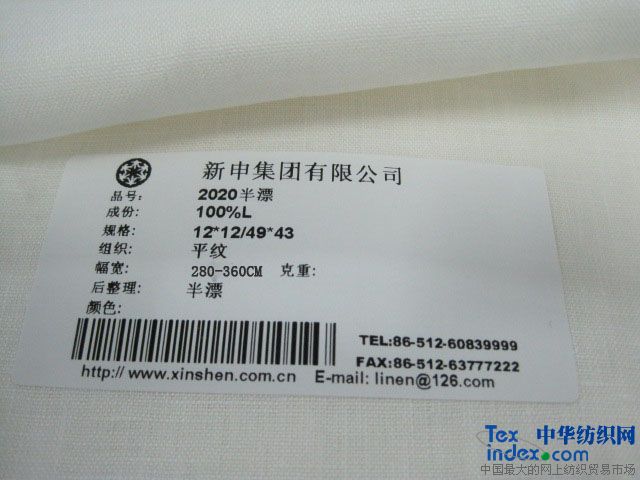 新申集团有限公司
品号: 2020半漂
成份: 100%L
规格: 12*12/49*43
组织: 平纹
幅宽: 280-360CM 克重:
后整理: 半漂
颜色:
TEL:86-512-60839999
FAX:86-512-63777222
http://www.xinshen.com.cn E-mail: linen@126.com
Tex 中华纺织网
index.com
中国最大的网上纺织贸易市场